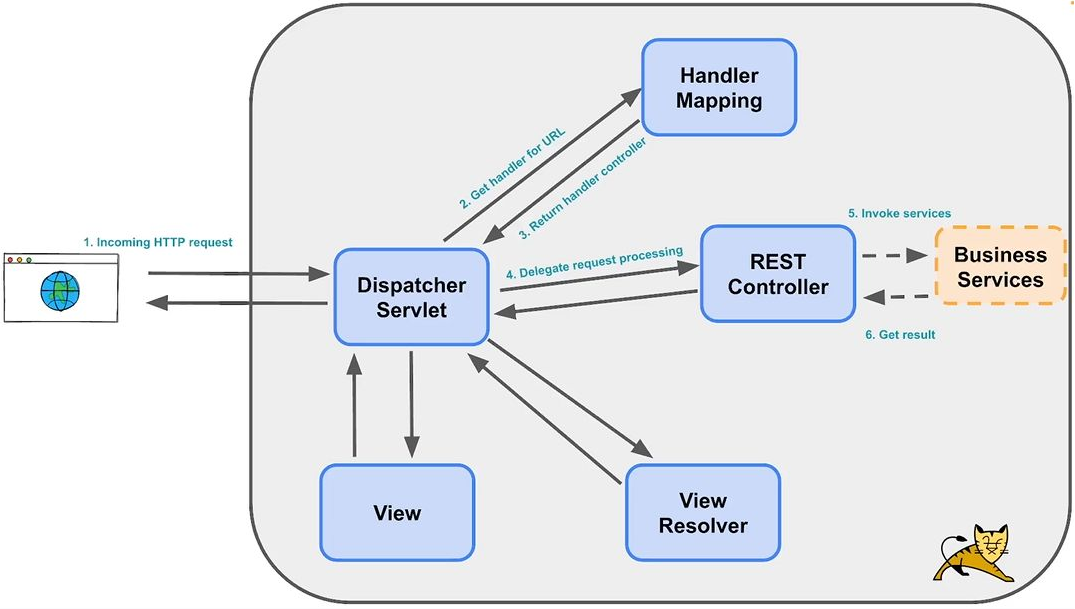 Handler
Mapping
2. Get handler for URL
3. Return handler controller
1. Incoming HTTP request
5. Invoke services
4. Delegate request processing
REST
Controller
Business
Services
Dispatcher
Servlet
6. Get result
View
View
Resolver